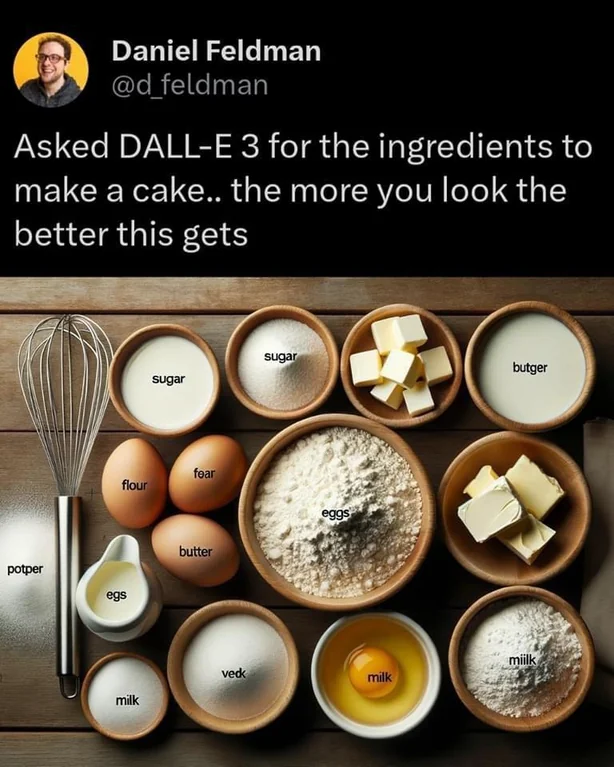 Daniel Feldman
@d_feldman
Asked DALL-E 3 for the ingredients to
make a cake.. the more you look the
better this gets
sugar
sugar
butger
flour
fear
butter
eggs
potper
egs
milk
vedk
milk
miilk